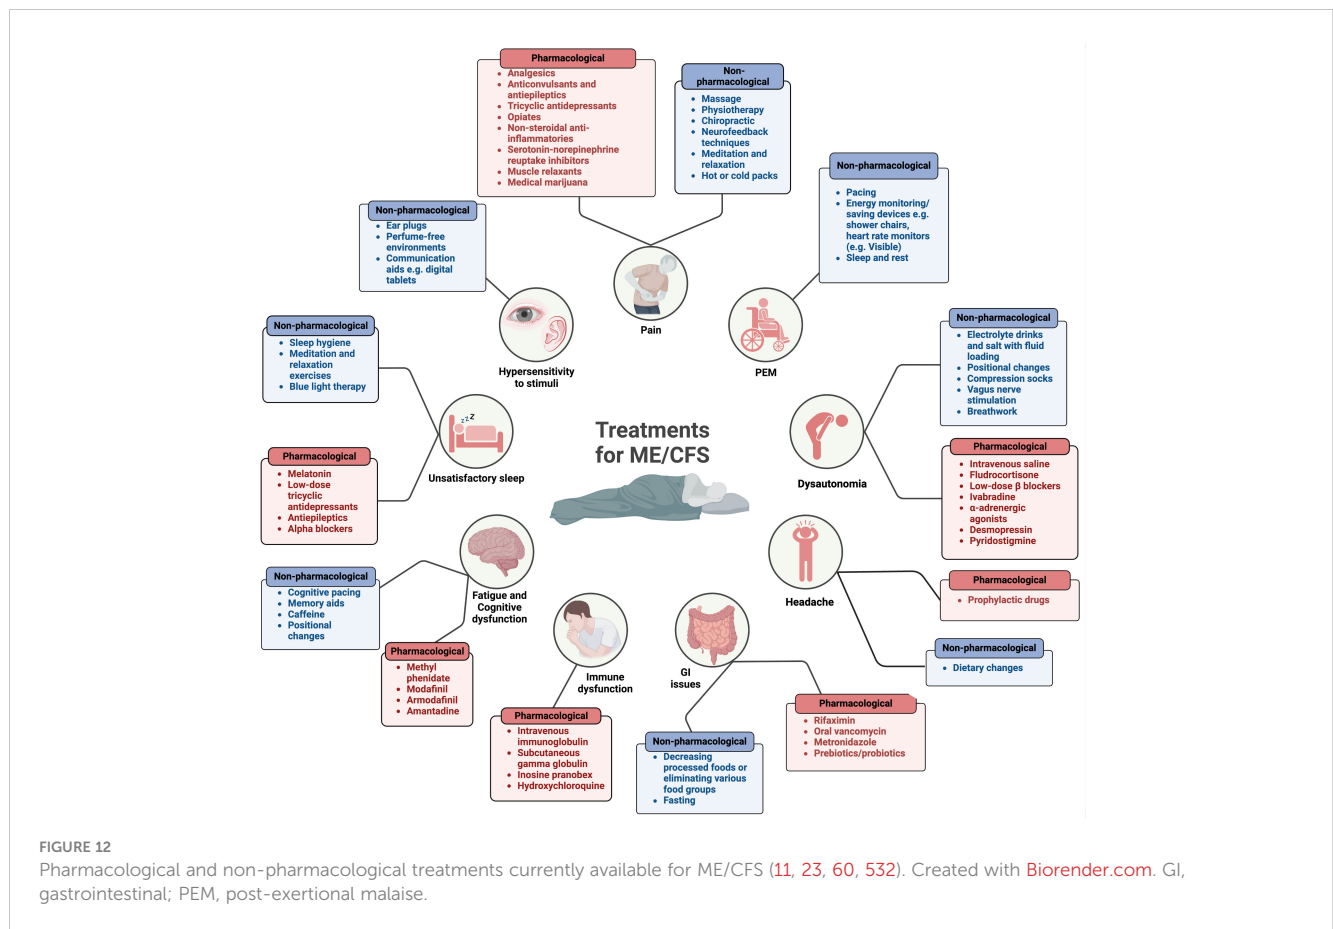 Pharmacological
Analgesics
Anticonvulsants and
antiepileptics
Tricyclic antidepressants
Opiates
Non-steroidal anti-
inflammatories
Serotonin-norepinephrine
reuptake inhibitors
Muscle relaxants
Medical marijuana
Non-
pharmacological
Massage
Physiotherapy
Chiropractic
Neurofeedback
techniques
Meditation and
relaxation
Hot or cold packs
Pain
Non-pharmacological
Pacing
Energy monitoring/
saving devices e.g.
shower chairs,
heart rate monitors
(e.g. Visible)
Sleep and rest
PEM
Non-pharmacological
Ear plugs
Perfume-free
environments
Communication
aids e.g. digital
tablets
Hypersensitivity
to stimuli
Non-pharmacological
Sleep hygiene
Meditation and
relaxation
exercises
Blue light therapy
Pharmacological
Melatonin
Low-dose
tricyclic
antidepressants
Antiepileptics
Alpha blockers
zzZ
Unsatisfactory sleep
Treatments
for ME/CFS
Non-pharmacological
Electrolyte drinks
and salt with fluid
loading
Positional changes
Compression socks
Vagus nerve
stimulation
Breathwork
Pharmacological
Intravenous saline
Fludrocortisone
Low-dose β blockers
Ivabradine
α-adrenergic
agonists
Desmopressin
Pyridostigmine
Dysautonomia
Non-pharmacological
Cognitive pacing
Memory aids
Caffeine
Positional
changes
Pharmacological
Methyl
phenidate
Modafinil
Armodafinil
Amantadine
Fatigue and
Cognitive
dysfunction
Headache
Pharmacological
Prophylactic drugs
Non-pharmacological
Dietary changes
Immune
dysfunction
Pharmacological
Intravenous
immunoglobulin
Subcutaneous
gamma globulin
Inosine pranobex
Hydroxychloroquine
GI
issues
Non-pharmacological
Decreasing
processed foods or
eliminating various
food groups
Fasting
Pharmacological
Rifaximin
Oral vancomycin
Metronidazole
Prebiotics/probiotics
FIGURE 12
Pharmacological and non-pharmacological treatments currently available for ME/CFS (11, 23, 60, 532). Created with Biorender.com. GI,
gastrointestinal; PEM, post-exertional malaise.